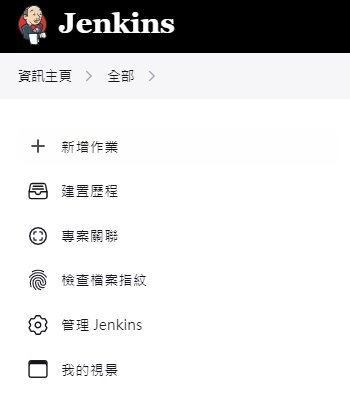 Jenkins
資訊主頁 > 全部 >
新增作業
建置歷程
專案關聯
檢查檔案指紋
管理 Jenkins
我的視景